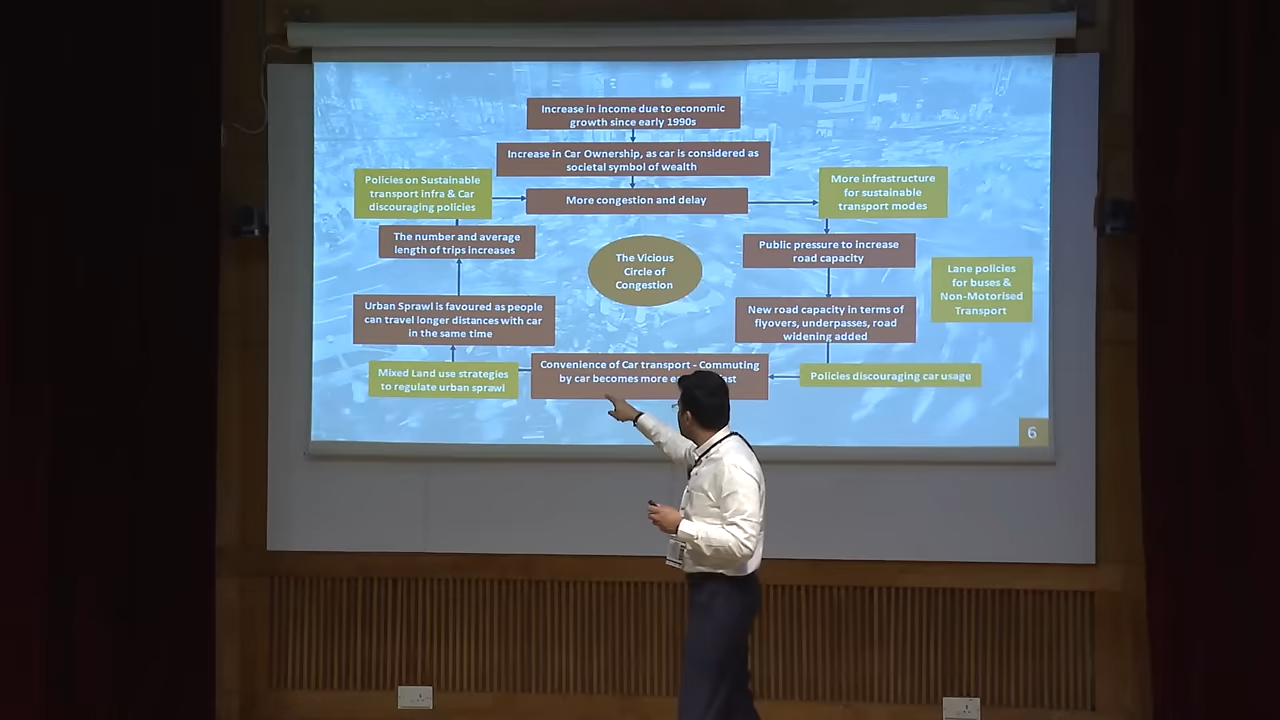 Increase in income due to economic
growth since early 1990s
Increase in Car Ownership, as car is considered as
societal symbol of wealth
Policies on Sustainable
transport infra & Car
discouraging policies
More congestion and delay
More infrastructure
for sustainable
transport modes
The number and average
length of trips increases
The Vicious
Circle of
Congestion
Public pressure to increase
road capacity
Lane policies
for buses &
Non-Motorised
Transport
Urban Sprawl is favoured as people
can travel longer distances with car
in the same time
New road capacity in terms of
flyovers, underpasses, road
widening added
Mixed Land use strategies
to regulate urban sprawl
Convenience of Car transport - Commuting
by car becomes more
Policies discouraging car usage
6